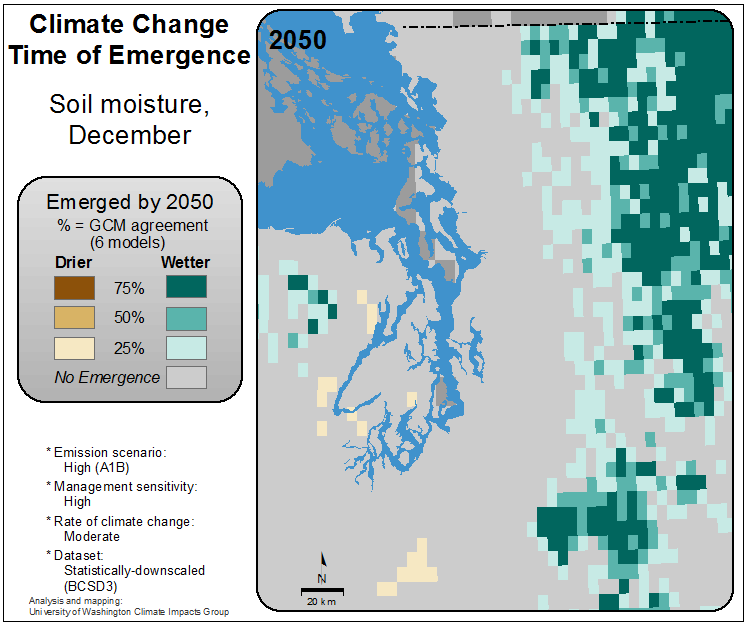 Climate Change
Time of Emergence
Soil moisture,
December
Emerged by 2050
% = GCM agreement
(6 models)
Drier Wetter
75%
50%
25%
No Emergence
* Emission scenario:
High (A1B)
* Management sensitivity:
High
* Rate of climate change:
Moderate
* Dataset:
Statistically-downscaled
(BCSD3)
Analysis and mapping:
University of Washington Climate Impacts Group
2050
N
20 km